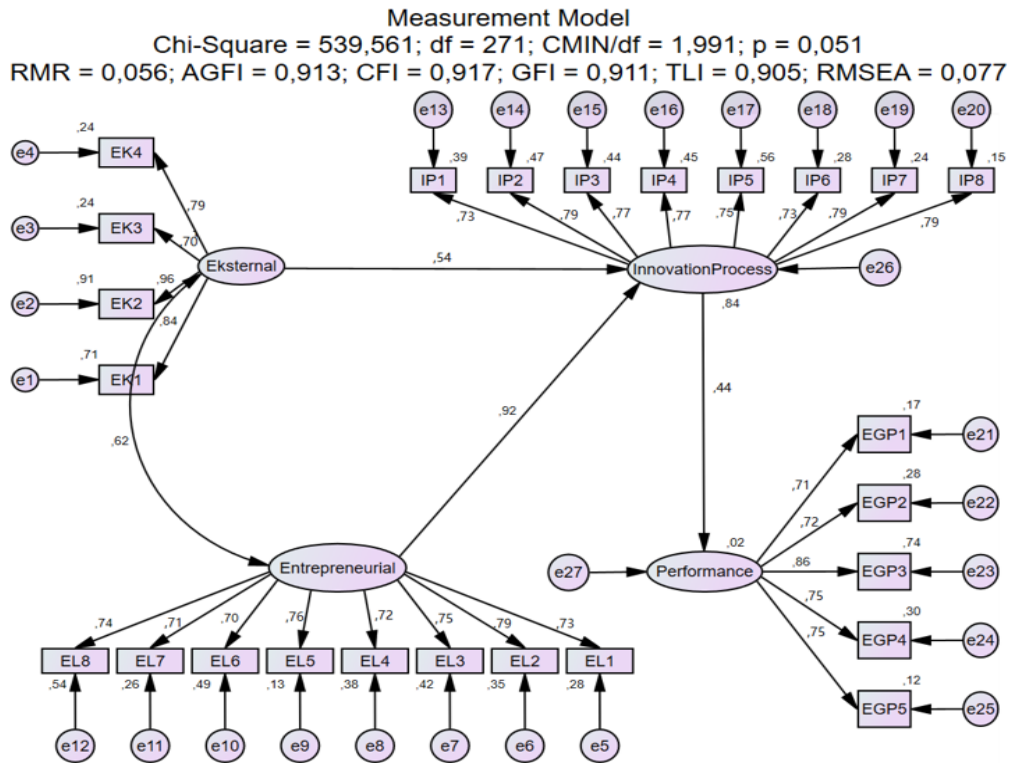 Measurement Model
Chi-Square = 539,561; df = 271; CMIN/df = 1,991; p = 0,051
RMR = 0,056; AGFI = 0,913; CFI = 0,917; GFI = 0,911; TLI = 0,905; RMSEA = 0,077
e13 e14 e15 e16 e17 e18 e19 e20
,39 ,47 ,44 ,45 ,56 ,28 ,24 ,15
IP1 IP2 IP3 IP4 IP5 IP6 IP7 IP8
,73 ,79 ,77 ,77 ,75 ,73 ,79 ,79
,24
e4 EK4
,79
,24
e3 EK3
,70
Eksternal
,54
InnovationProcess
e26
,84
,91
e2 EK2
,96
,84
,71
e1 EK1
,62
,92
,44
,17
EGP1 e21
,71
,28
EGP2 e22
,72
,02
e27 Performance
,86
,74
EGP3 e23
,75
,30
EGP4 e24
,75
,12
EGP5 e25
Entrepreneurial
,74 ,71 ,70 ,76 ,72 ,75 ,79 ,73
EL8 EL7 EL6 EL5 EL4 EL3 EL2 EL1
,54 ,26 ,49 ,13 ,38 ,42 ,35 ,28
e12 e11 e10 e9 e8 e7 e6 e5